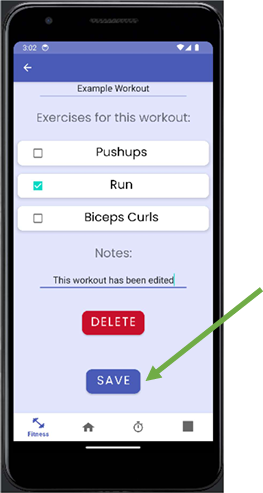 3:02
Example Workout
Exercises for this workout:
Pushups
Run
Biceps Curls
Notes:
This workout has been edited
DELETE
SAVE
Fitness